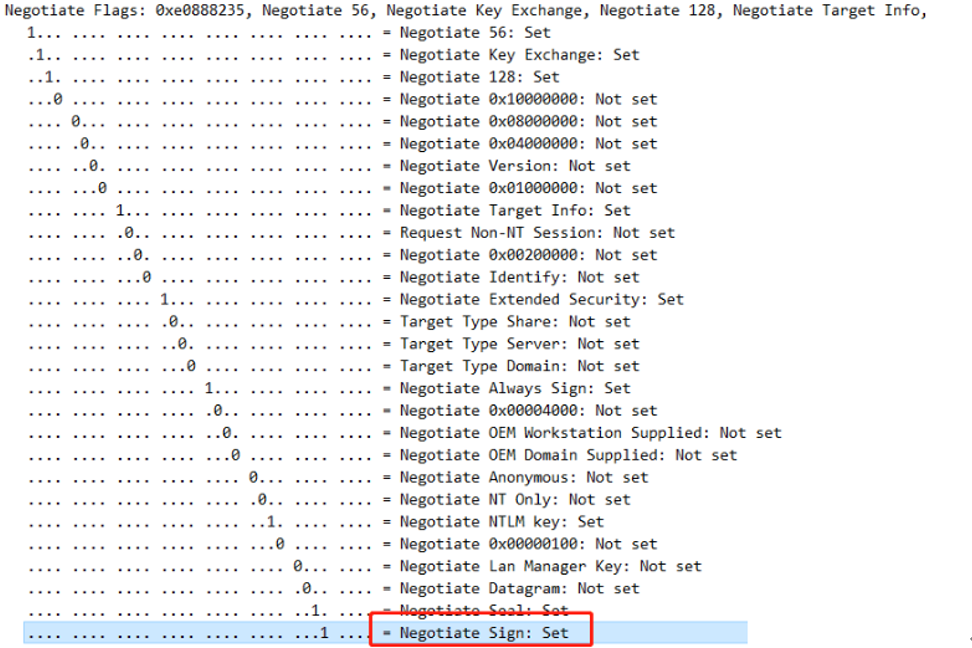 Negotiate Flags: 0xe0888235, Negotiate 56, Negotiate Key Exchange, Negotiate 128, Negotiate Target Info,
1... .... .... .... .... .... .... .... = Negotiate 56: Set
.1.. .... .... .... .... .... .... .... = Negotiate Key Exchange: Set
..1. .... .... .... .... .... .... .... = Negotiate 128: Set
...0 .... .... .... .... .... .... .... = Negotiate 0x10000000: Not set
.... 0... .... .... .... .... .... .... = Negotiate 0x08000000: Not set
.... .0.. .... .... .... .... .... .... = Negotiate 0x04000000: Not set
.... ..0. .... .... .... .... .... .... = Negotiate Version: Not set
.... ...0 .... .... .... .... .... .... = Negotiate 0x01000000: Not set
.... .... 1... .... .... .... .... .... = Negotiate Target Info: Set
.... .... .0.. .... .... .... .... .... = Request Non-NT Session: Not set
.... .... ..0. .... .... .... .... .... = Negotiate 0x00200000: Not set
.... .... ...0 .... .... .... .... .... = Negotiate Identify: Not set
.... .... .... 1... .... .... .... .... = Negotiate Extended Security: Set
.... .... .... .0.. .... .... .... .... = Target Type Share: Not set
.... .... .... ..0. .... .... .... .... = Target Type Server: Not set
.... .... .... ...0 .... .... .... .... = Target Type Domain: Not set
.... .... .... .... 1... .... .... .... = Negotiate Always Sign: Set
.... .... .... .... .0.. .... .... .... = Negotiate 0x00004000: Not set
.... .... .... .... ..0. .... .... .... = Negotiate OEM Workstation Supplied: Not set
.... .... .... .... ...0 .... .... .... = Negotiate OEM Domain Supplied: Not set
.... .... .... .... .... 0... .... .... = Negotiate Anonymous: Not set
.... .... .... .... .... .0.. .... .... = Negotiate NT Only: Not set
.... .... .... .... .... ..1. .... .... = Negotiate NTLM key: Set
.... .... .... .... .... ...0 .... .... = Negotiate 0x00000100: Not set
.... .... .... .... .... .... 0... .... = Negotiate Lan Manager Key: Not set
.... .... .... .... .... .... .0.. .... = Negotiate Datagram: Not set
.... .... .... .... .... .... ..1. .... = Negotiate Seal: Set
.... .... .... .... .... .... ...1 .... = Negotiate Sign: Set